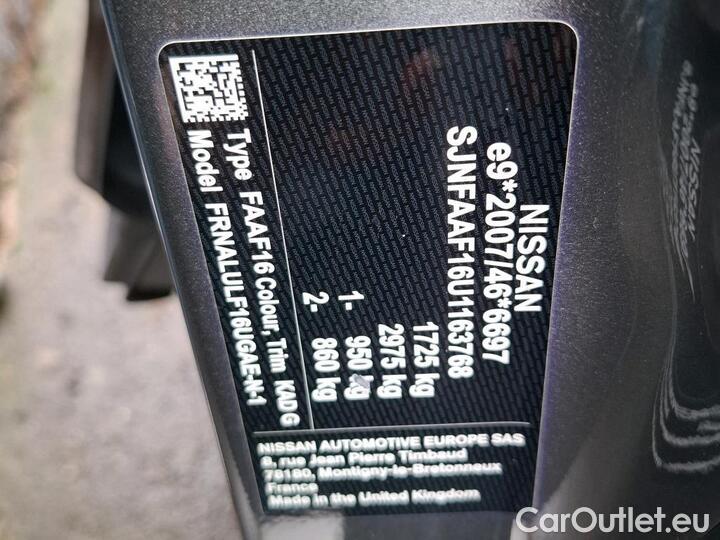 NISSAN
e9*2007/46*6697
SJNFAAF16U1163768
1725 kg
2975 kg
1- 950 kg
2- 860 kg
Type FAAF16 Colour, Trim KAD G
Model FRNALULF16UGAE-N-1
NISSAN AUTOMOTIVE EUROPE SAS
8, rue Jean Pierre Timbaud
78180, Montigny-le-Bretonneux
France
Made in the United Kingdom
CarOutlet.eu